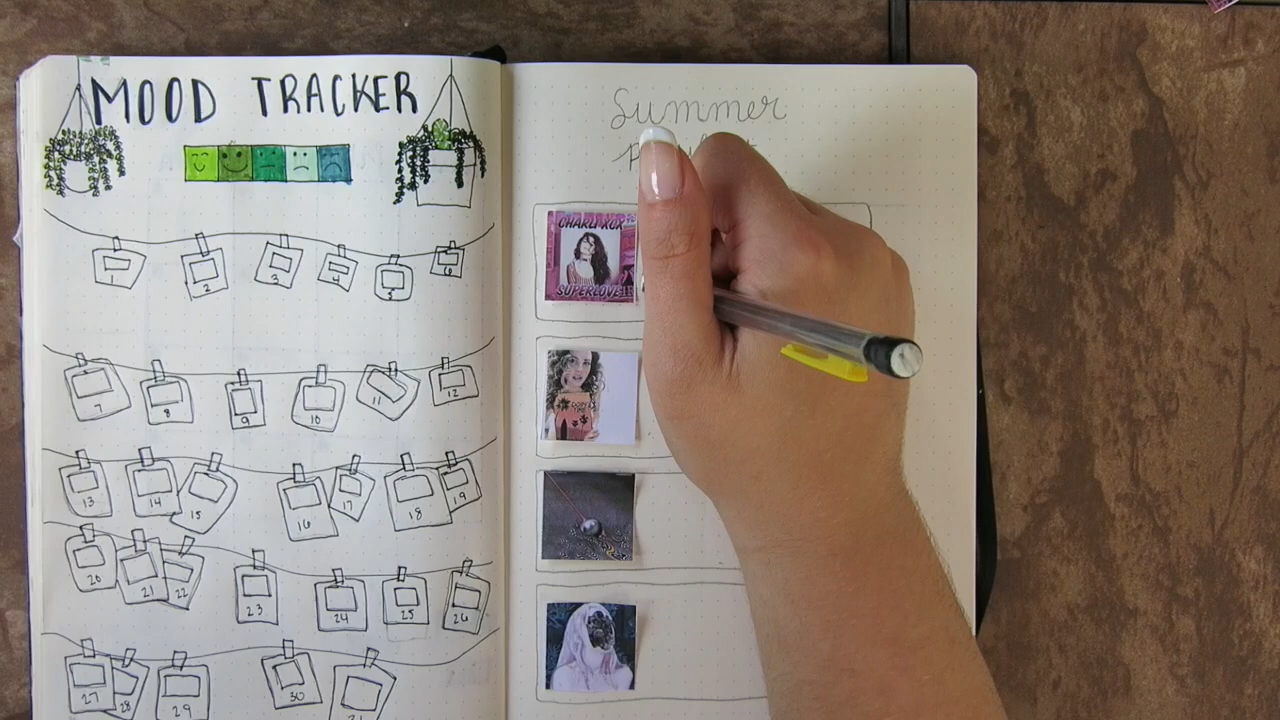 MOOD TRACKER
1 2 3 4 5 6
7 8 9 10 11 12
13 14 15 16 17 18 19
20 21 22 23 24 25 26
27 28 29 30 31
Summer
CHARLI XCX
SUPERLOVE